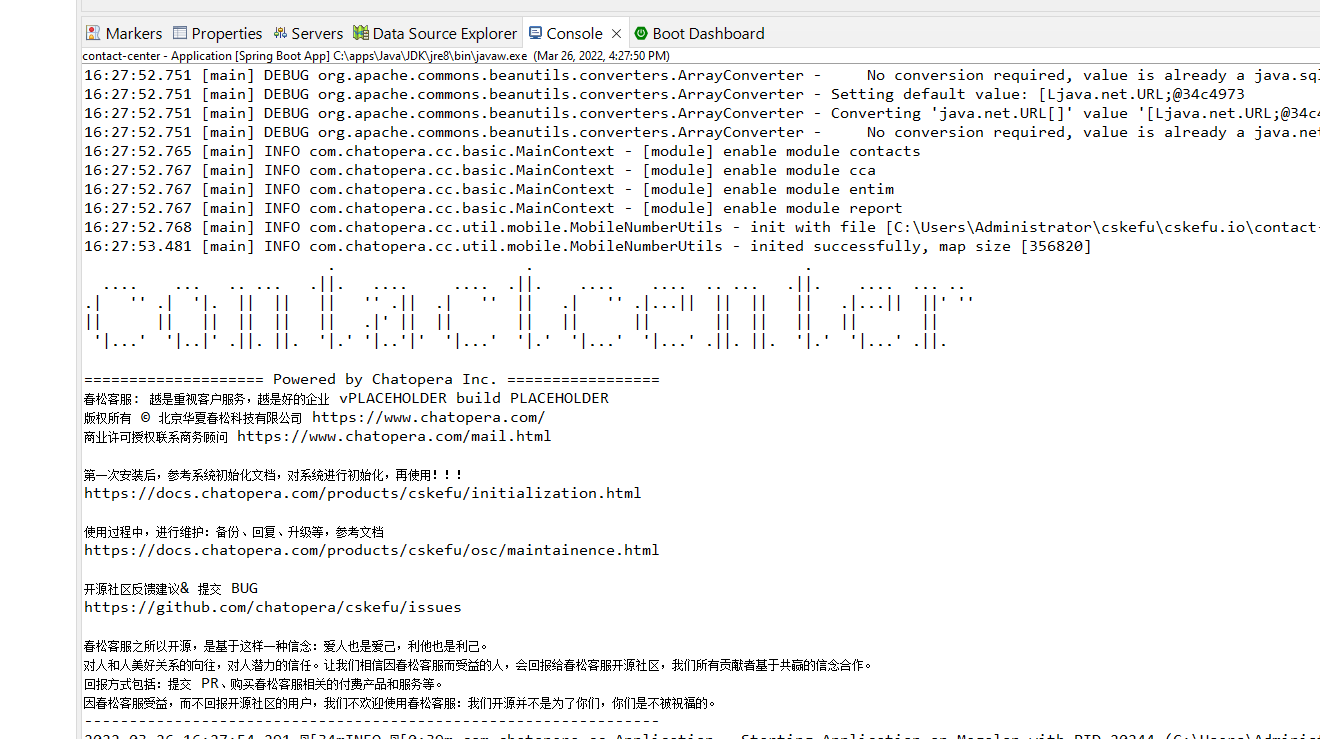 Markers Properties Servers Data Source Explorer Console Boot Dashboard
contact-center - Application [Spring Boot App] C:\apps\Java\JDK\jre8\bin\javaw.exe (Mar 26, 2022, 4:27:50 PM)
16:27:52.751 [main] DEBUG org.apache.commons.beanutils.converters.ArrayConverter -     No conversion required, value is already a java.sql
16:27:52.751 [main] DEBUG org.apache.commons.beanutils.converters.ArrayConverter - Setting default value: [Ljava.net.URL;@34c4973
16:27:52.751 [main] DEBUG org.apache.commons.beanutils.converters.ArrayConverter - Converting 'java.net.URL[]' value '[Ljava.net.URL;@34c4
16:27:52.751 [main] DEBUG org.apache.commons.beanutils.converters.ArrayConverter -     No conversion required, value is already a java.net
16:27:52.765 [main] INFO com.chatopera.cc.basic.MainContext - [module] enable module contacts
16:27:52.767 [main] INFO com.chatopera.cc.basic.MainContext - [module] enable module cca
16:27:52.767 [main] INFO com.chatopera.cc.basic.MainContext - [module] enable module entim
16:27:52.767 [main] INFO com.chatopera.cc.basic.MainContext - [module] enable module report
16:27:52.768 [main] INFO com.chatopera.cc.util.mobile.MobileNumberUtils - init with file [C:\Users\Administrator\cskefu\cskefu.io\contact-
16:27:53.481 [main] INFO com.chatopera.cc.util.mobile.MobileNumberUtils - inited successfully, map size [356820]
contact center
==================== Powered by Chatopera Inc. =================
春松客服: 越是重视客户服务，越是好的企业 vPLACEHOLDER build PLACEHOLDER
版权所有 © 北京华夏春松科技有限公司 https://www.chatopera.com/
商业许可授权联系商务顾问 https://www.chatopera.com/mail.html
第一次安装后，参考系统初始化文档，对系统进行初始化，再使用！！！
https://docs.chatopera.com/products/cskefu/initialization.html
使用过程中，进行维护：备份、回复、升级等，参考文档
https://docs.chatopera.com/products/cskefu/osc/maintainence.html
开源社区反馈建议& 提交 BUG
https://github.com/chatopera/cskefu/issues
春松客服之所以开源，是基于这样一种信念：爱人也是爱己，利他也是利己。
对人和人美好关系的向往，对人潜力的信任。让我们相信因春松客服而受益的人，会回报给春松客服开源社区，我们所有贡献者基于共赢的信念合作。
回报方式包括：提交 PR、购买春松客服相关的付费产品和服务等。
因春松客服受益，而不回报开源社区的用户，我们不欢迎使用春松客服：我们开源并不是为了你们，你们是不被祝福的。
----------------------------------------------------------------